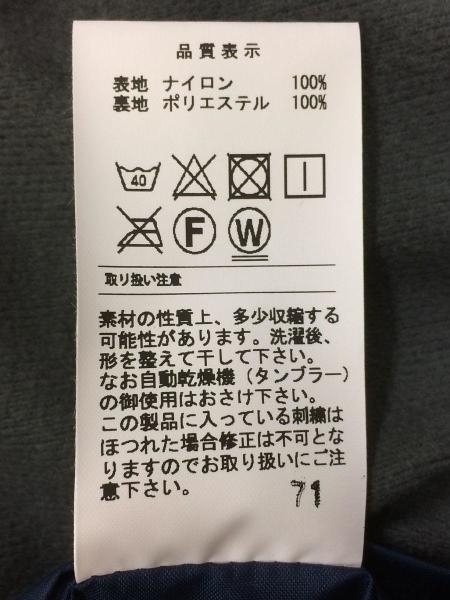 品質表示
表地 ナイロン 100%
裏地 ポリエステル 100%
40
F W
取り扱い注意
素材の性質上、多少収縮する
可能性があります。洗濯後、
形を整えて干して下さい。
なお自動乾燥機（タンブラー）
の御使用はおさけ下さい。
この製品に入っている刺繍は
ほつれた場合修正は不可とな
りますのでお取り扱いにご注
意下さい。
71